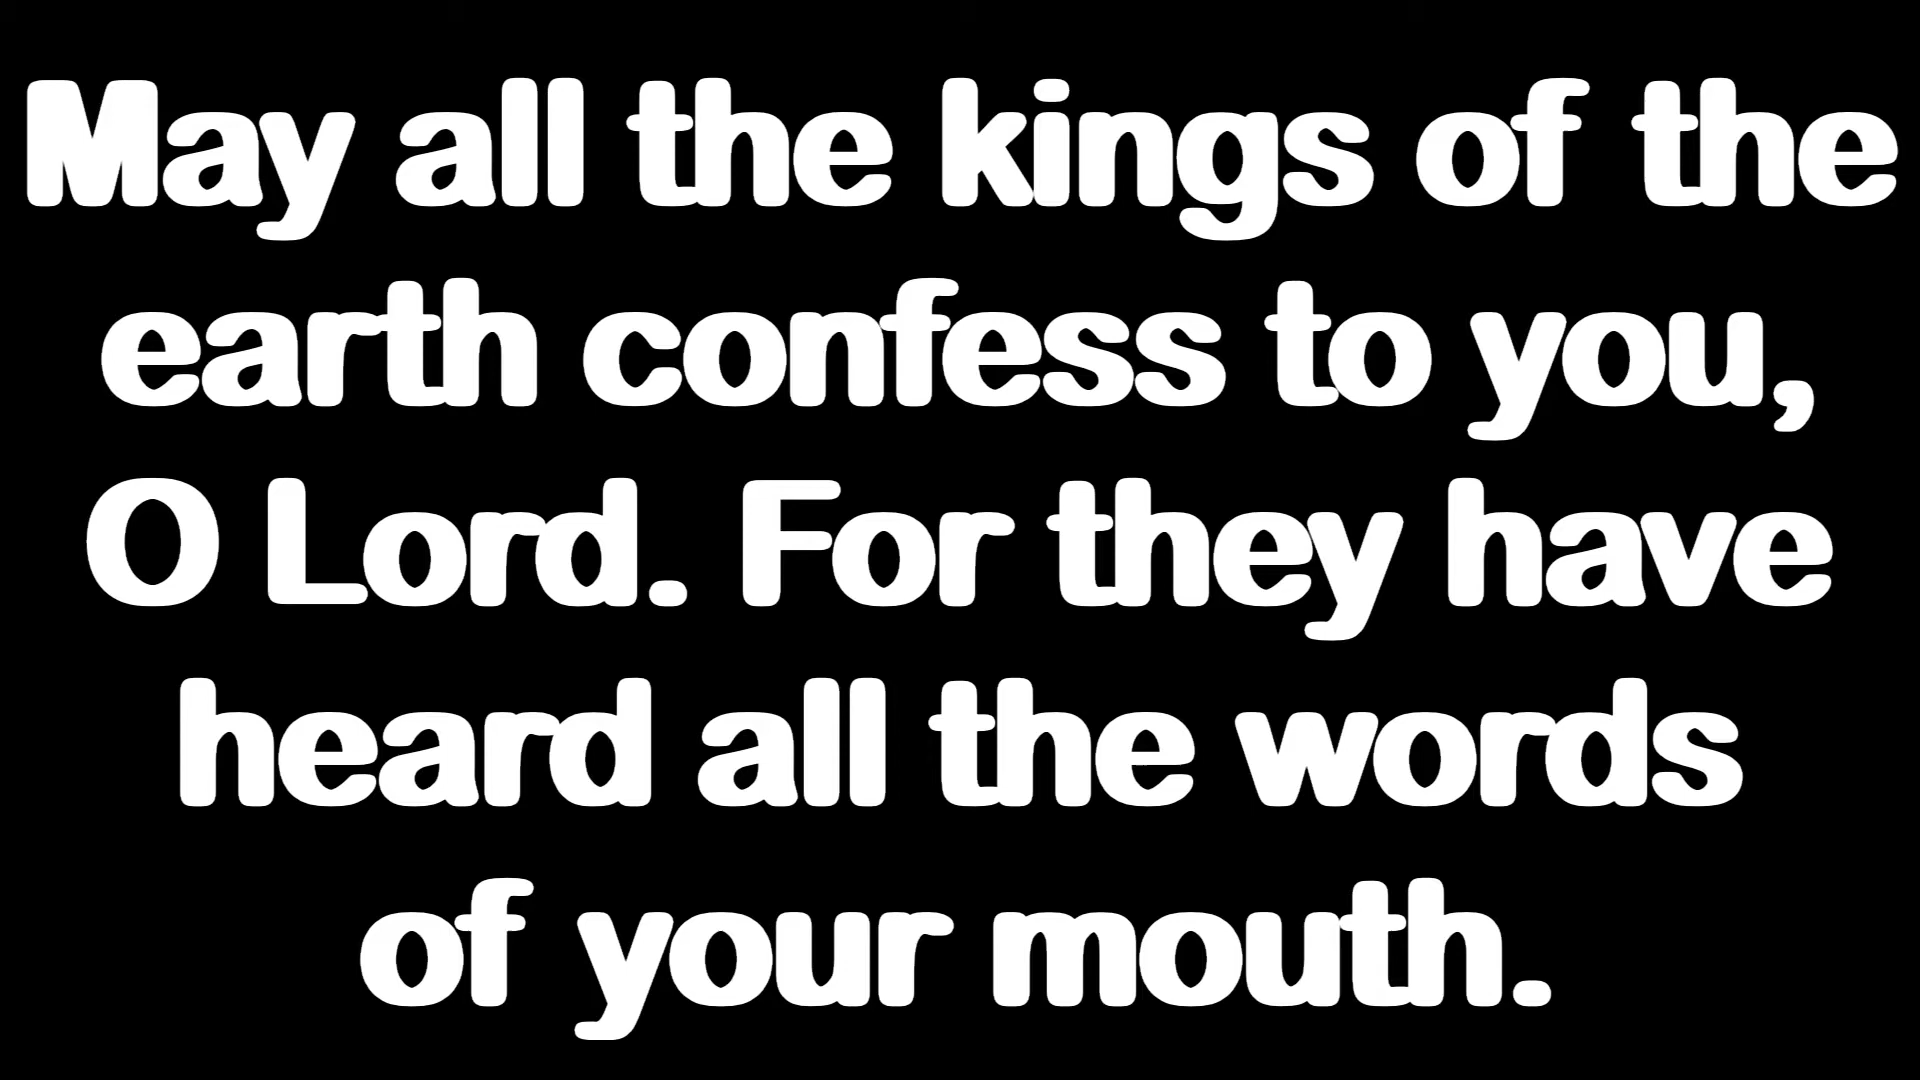 May all the kings of the
earth confess to you,
O Lord. For they have
heard all the words
of your mouth.